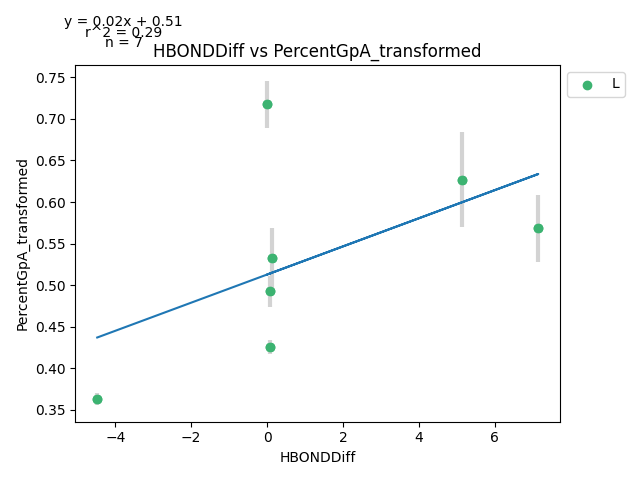 y = 0.02x + 0.51
r^2 = 0.29
n = 7
HBONDDiff vs PercentGpA_transformed
L
0.75
0.70
0.65
0.60
0.55
0.50
0.45
0.40
0.35
PercentGpA_transformed
−4
−2
0
2
4
6
HBONDDiff